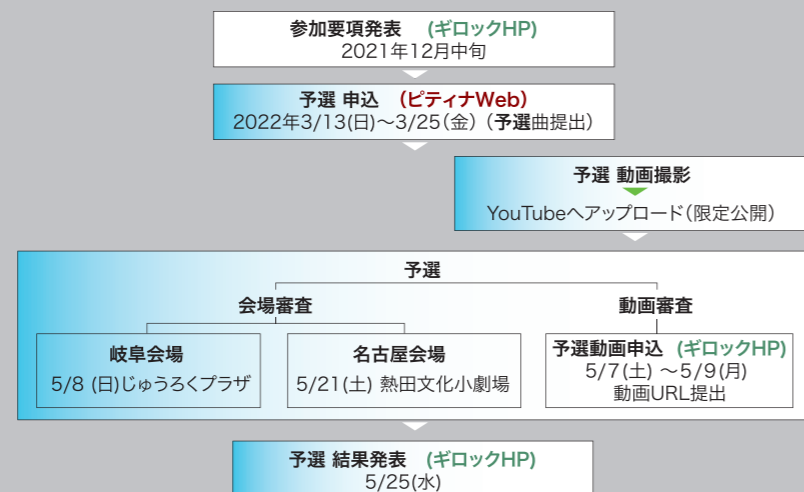 参加要項発表 (ギロックHP)
2021年12月中旬
予選 申込 (ピティナWeb)
2022年3/13(日)～3/25(金) (予選曲提出)
予選 動画撮影
YouTubeへアップロード(限定公開)
予選
会場審査
動画審査
岐阜会場
5/8 (日)じゅうろくプラザ
名古屋会場
5/21(土) 熱田文化小劇場
予選動画申込 (ギロックHP)
5/7(土) ～5/9(月)
動画URL提出
予選 結果発表 (ギロックHP)
5/25(水)